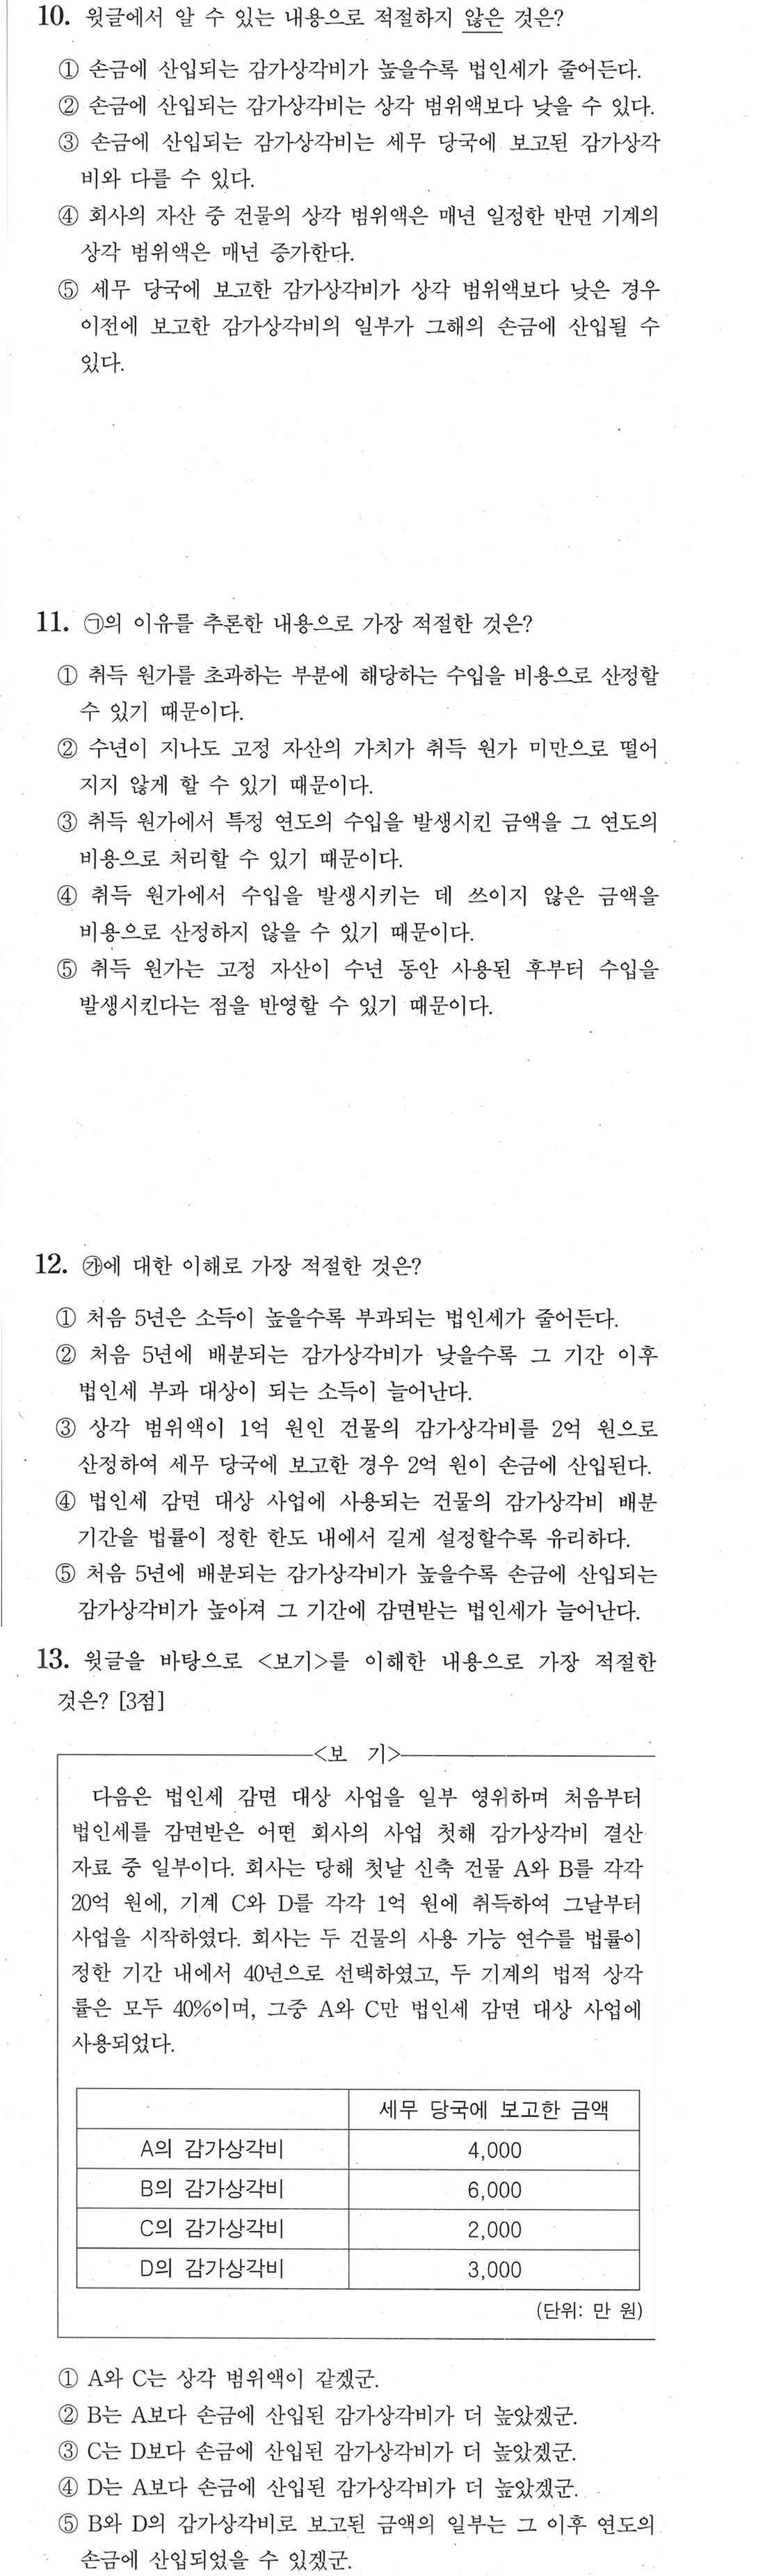 10. 윗글에서 알 수 있는 내용으로 적절하지 않은 것은?
① 손금에 산입되는 감가상각비가 높을수록 법인세가 줄어든다.
② 손금에 산입되는 감가상각비는 상각 범위액보다 낮을 수 있다.
③ 손금에 산입되는 감가상각비는 세무 당국에 보고된 감가상각
비와 다를 수 있다.
④ 회사의 자산 중 건물의 상각 범위액은 매년 일정한 반면 기계의
상각 범위액은 매년 증가한다.
⑤ 세무 당국에 보고한 감가상각비가 상각 범위액보다 낮은 경우
이전에 보고한 감가상각비의 일부가 그해의 손금에 산입될 수
있다.
11. ㉠의 이유를 추론한 내용으로 가장 적절한 것은?
① 취득 원가를 초과하는 부분에 해당하는 수입을 비용으로 산정할
수 있기 때문이다.
② 수년이 지나도 고정 자산의 가치가 취득 원가 미만으로 떨어
지지 않게 할 수 있기 때문이다.
③ 취득 원가에서 특정 연도의 수입을 발생시킨 금액을 그 연도의
비용으로 처리할 수 있기 때문이다.
④ 취득 원가에서 수입을 발생시키는 데 쓰이지 않은 금액을
비용으로 산정하지 않을 수 있기 때문이다.
⑤ 취득 원가는 고정 자산이 수년 동안 사용된 후부터 수입을
발생시킨다는 점을 반영할 수 있기 때문이다.
12. ㉮에 대한 이해로 가장 적절한 것은?
① 처음 5년은 소득이 높을수록 부과되는 법인세가 줄어든다.
② 처음 5년에 배분되는 감가상각비가 낮을수록 그 기간 이후
법인세 부과 대상이 되는 소득이 늘어난다.
③ 상각 범위액이 1억 원인 건물의 감가상각비를 2억 원으로
산정하여 세무 당국에 보고한 경우 2억 원이 손금에 산입된다.
④ 법인세 감면 대상 사업에 사용되는 건물의 감가상각비 배분
기간을 법률이 정한 한도 내에서 길게 설정할수록 유리하다.
⑤ 처음 5년에 배분되는 감가상각비가 높을수록 손금에 산입되는
감가상각비가 높아져 그 기간에 감면받는 법인세가 늘어난다.
13. 윗글을 바탕으로 <보기>를 이해한 내용으로 가장 적절한
것은? [3점]
<보 기>
다음은 법인세 감면 대상 사업을 일부 영위하며 처음부터
법인세를 감면받은 어떤 회사의 사업 첫해 감가상각비 결산
자료 중 일부이다. 회사는 당해 첫날 신축 건물 A와 B를 각각
20억 원에, 기계 C와 D를 각각 1억 원에 취득하여 그날부터
사업을 시작하였다. 회사는 두 건물의 사용 가능 연수를 법률이
정한 기간 내에서 40년으로 선택하였고, 두 기계의 법적 상각
률은 모두 40%이며, 그중 A와 C만 법인세 감면 대상 사업에
사용되었다.
세무 당국에 보고한 금액
A의 감가상각비 4,000
B의 감가상각비 6,000
C의 감가상각비 2,000
D의 감가상각비 3,000
(단위: 만 원)
① A와 C는 상각 범위액이 같겠군.
② B는 A보다 손금에 산입된 감가상각비가 더 높았겠군.
③ C는 D보다 손금에 산입된 감가상각비가 더 높았겠군.
④ D는 A보다 손금에 산입된 감가상각비가 더 높았겠군.
⑤ B와 D의 감가상각비로 보고된 금액의 일부는 그 이후 연도의
손금에 산입되었을 수 있겠군.